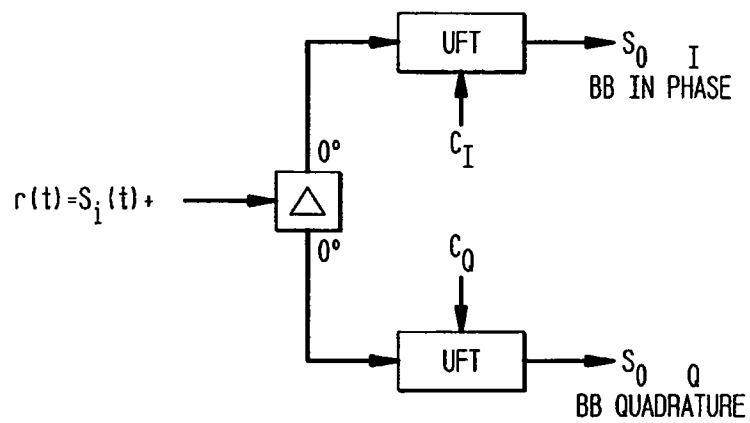 UFT
S0 I
BB IN PHASE
CI
0°
r(t)=Si(t)+
0°
CQ
UFT
S0 Q
BB QUADRATURE